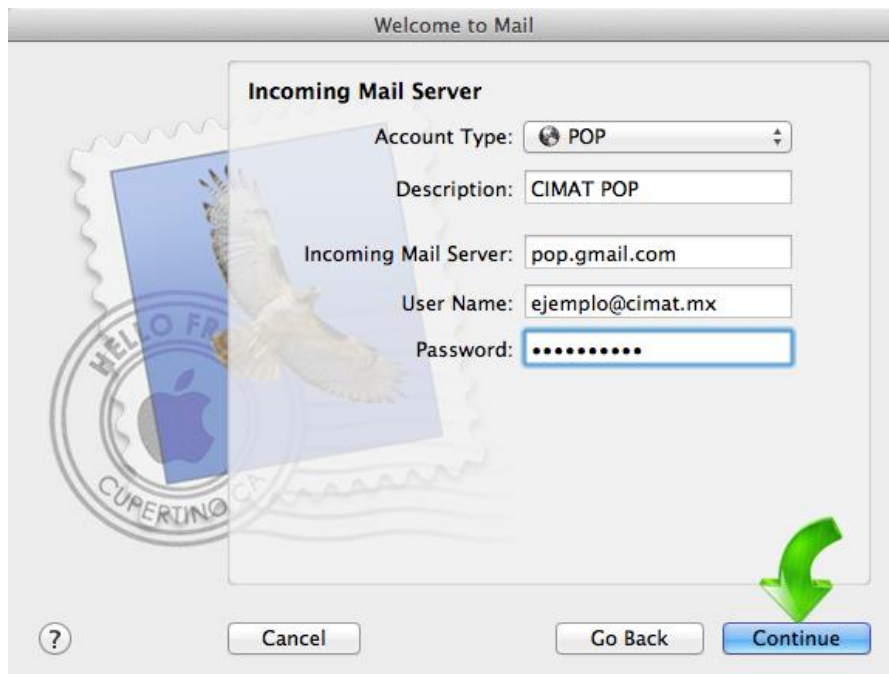 Welcome to Mail
Incoming Mail Server
Account Type: POP
Description: CIMAT POP
Incoming Mail Server: pop.gmail.com
User Name: ejemplo@cimat.mx
Password: ••••••••••
HELLO FR
CUPERTINO CA
? Cancel Go Back Continue